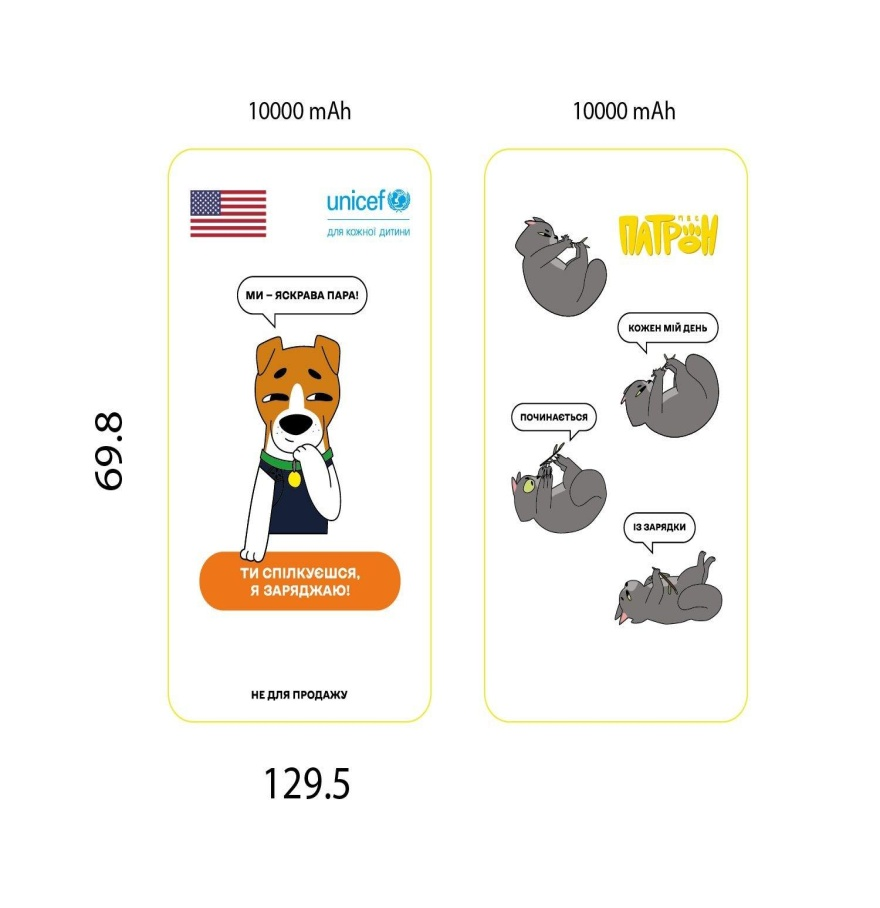 10000 mAh
10000 mAh
unicef
ДЛЯ КОЖНОЇ ДИТИНИ
МИ – ЯСКРАВА ПАРА!
ТИ СПІЛКУЄШСЯ,
Я ЗАРЯДЖАЮ!
НЕ ДЛЯ ПРОДАЖУ
ПЕС
ПАТРОН
КОЖЕН МІЙ ДЕНЬ
ПОЧИНАЄТЬСЯ
ІЗ ЗАРЯДКИ
69.8
129.5